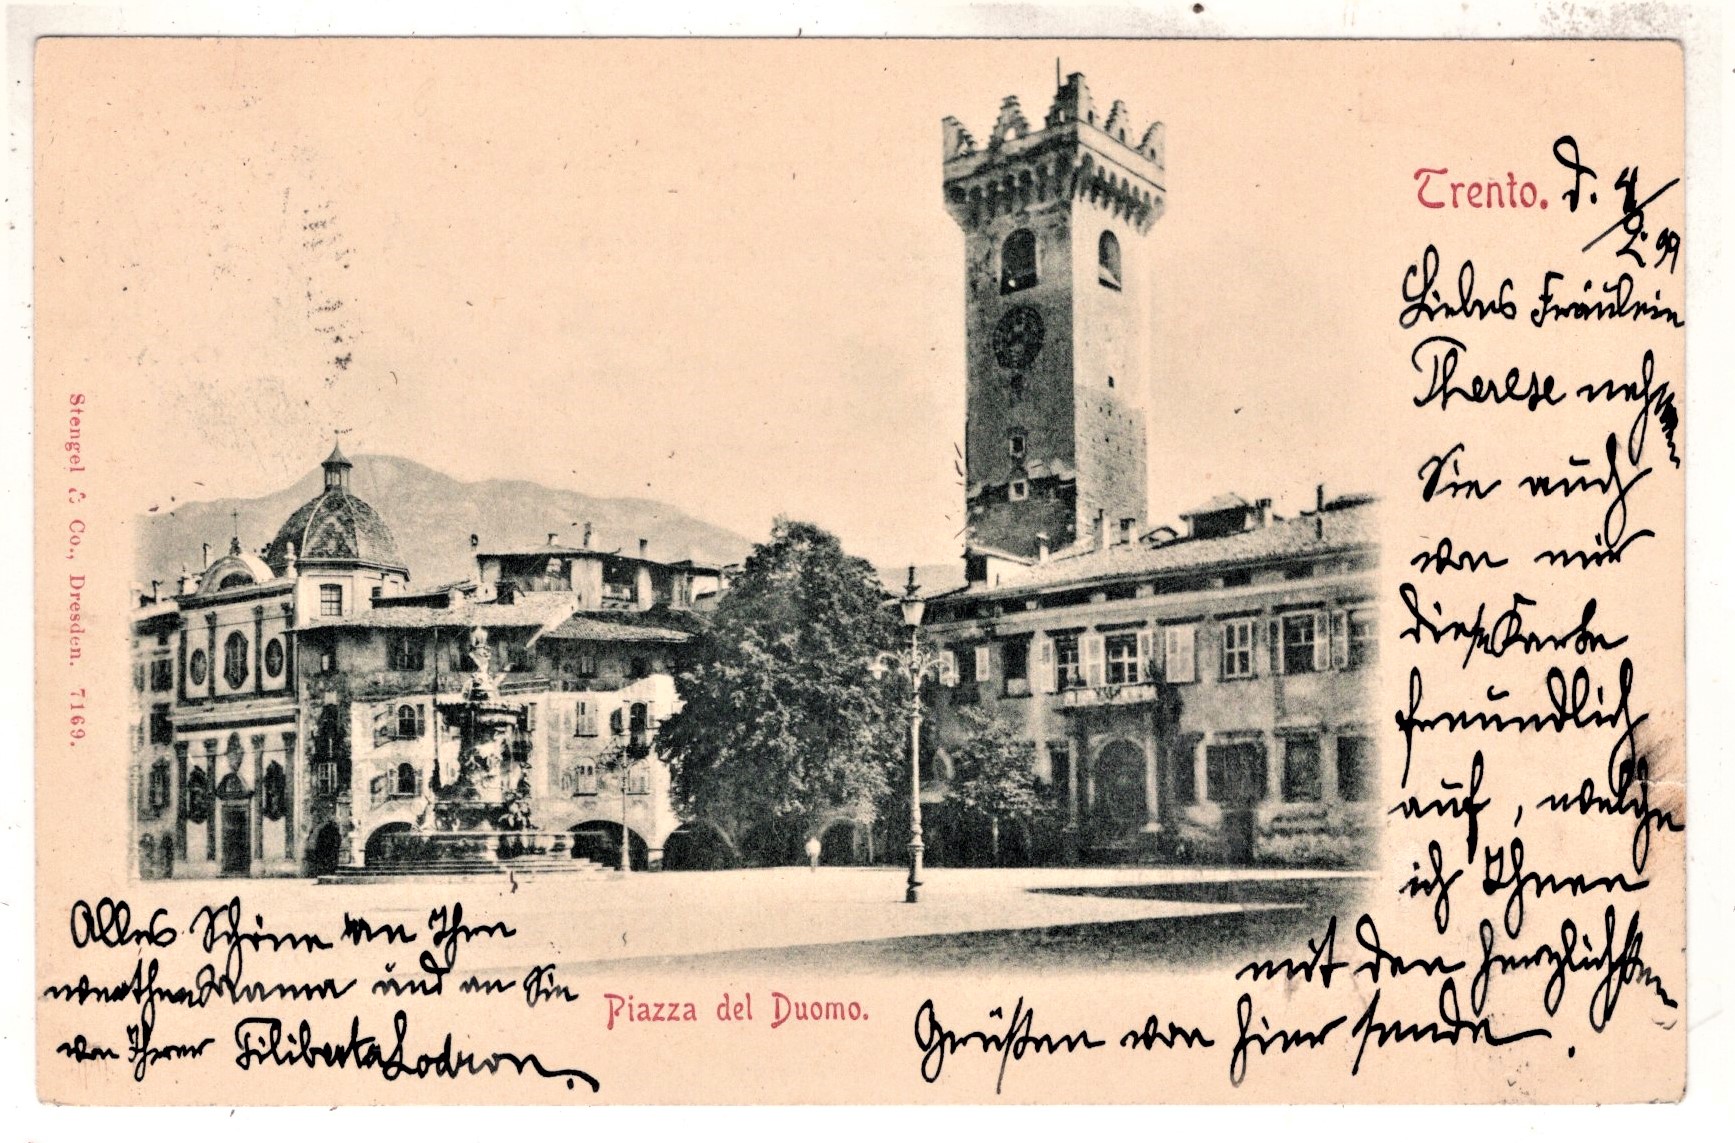 Trento. d. 4/2. 99
Liebes Fräulein
Therese nehmen
Sie auch
von mir
diese Karte
freundlich
auf, welche
ich Ihnen
mit den herzlichsten
Grüßen von hier sende.
Alles Schöne an Ihre
werthe Mama und an Sie
von Ihrer Filiberta Lodron.
Piazza del Duomo.
Stengel & Co., Dresden. 7169.